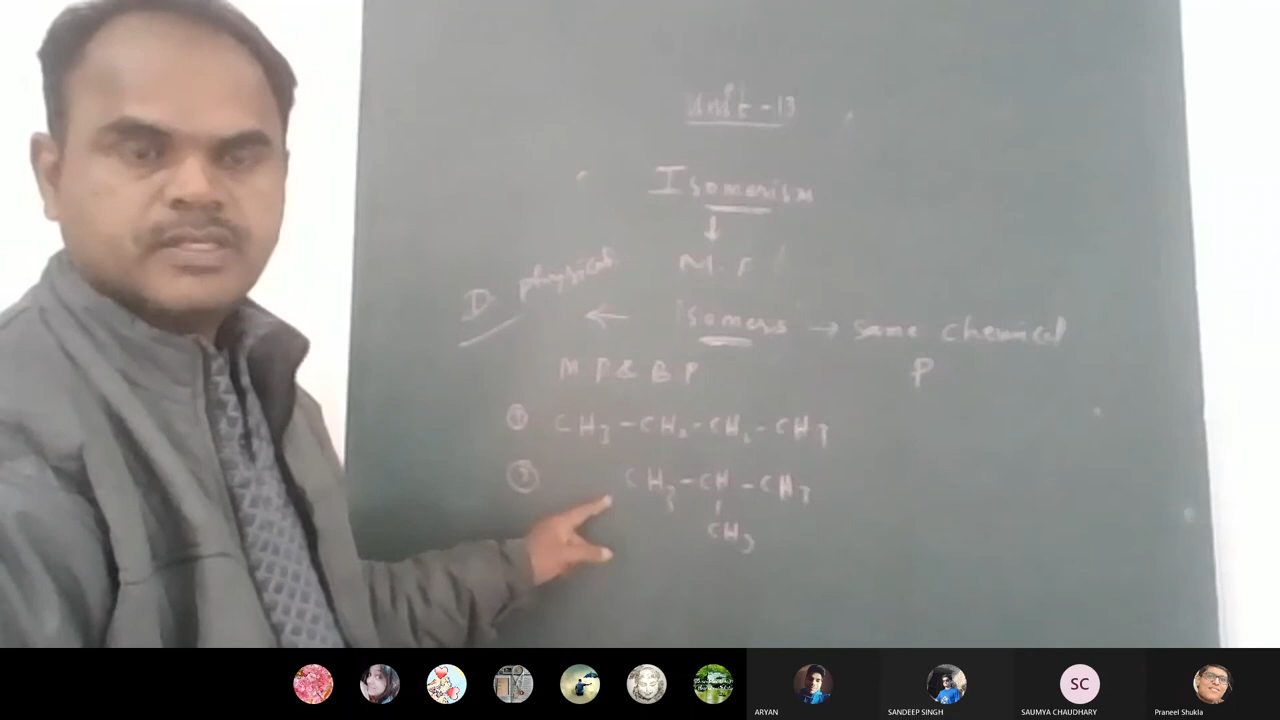 Unit - 13
Isomerism
↓
M.F
D physical ← Isomers → same chemical
M P & B P P
① CH3 - CH2 - CH2 - CH3
② CH3 - CH - CH3
CH3
SC
ARYAN SANDEEP SINGH SAUMYA CHAUDHARY Praneel Shukla